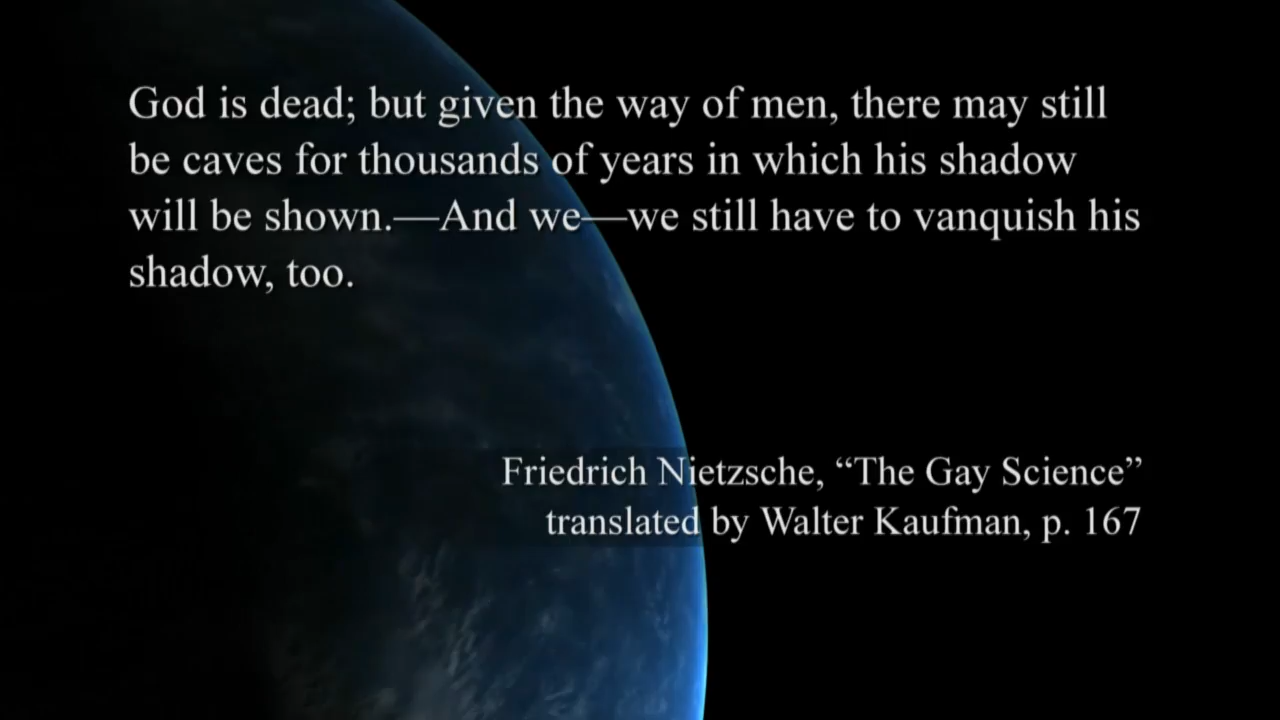 God is dead; but given the way of men, there may still
be caves for thousands of years in which his shadow
will be shown.—And we—we still have to vanquish his
shadow, too.
Friedrich Nietzsche, “The Gay Science”
translated by Walter Kaufman, p. 167